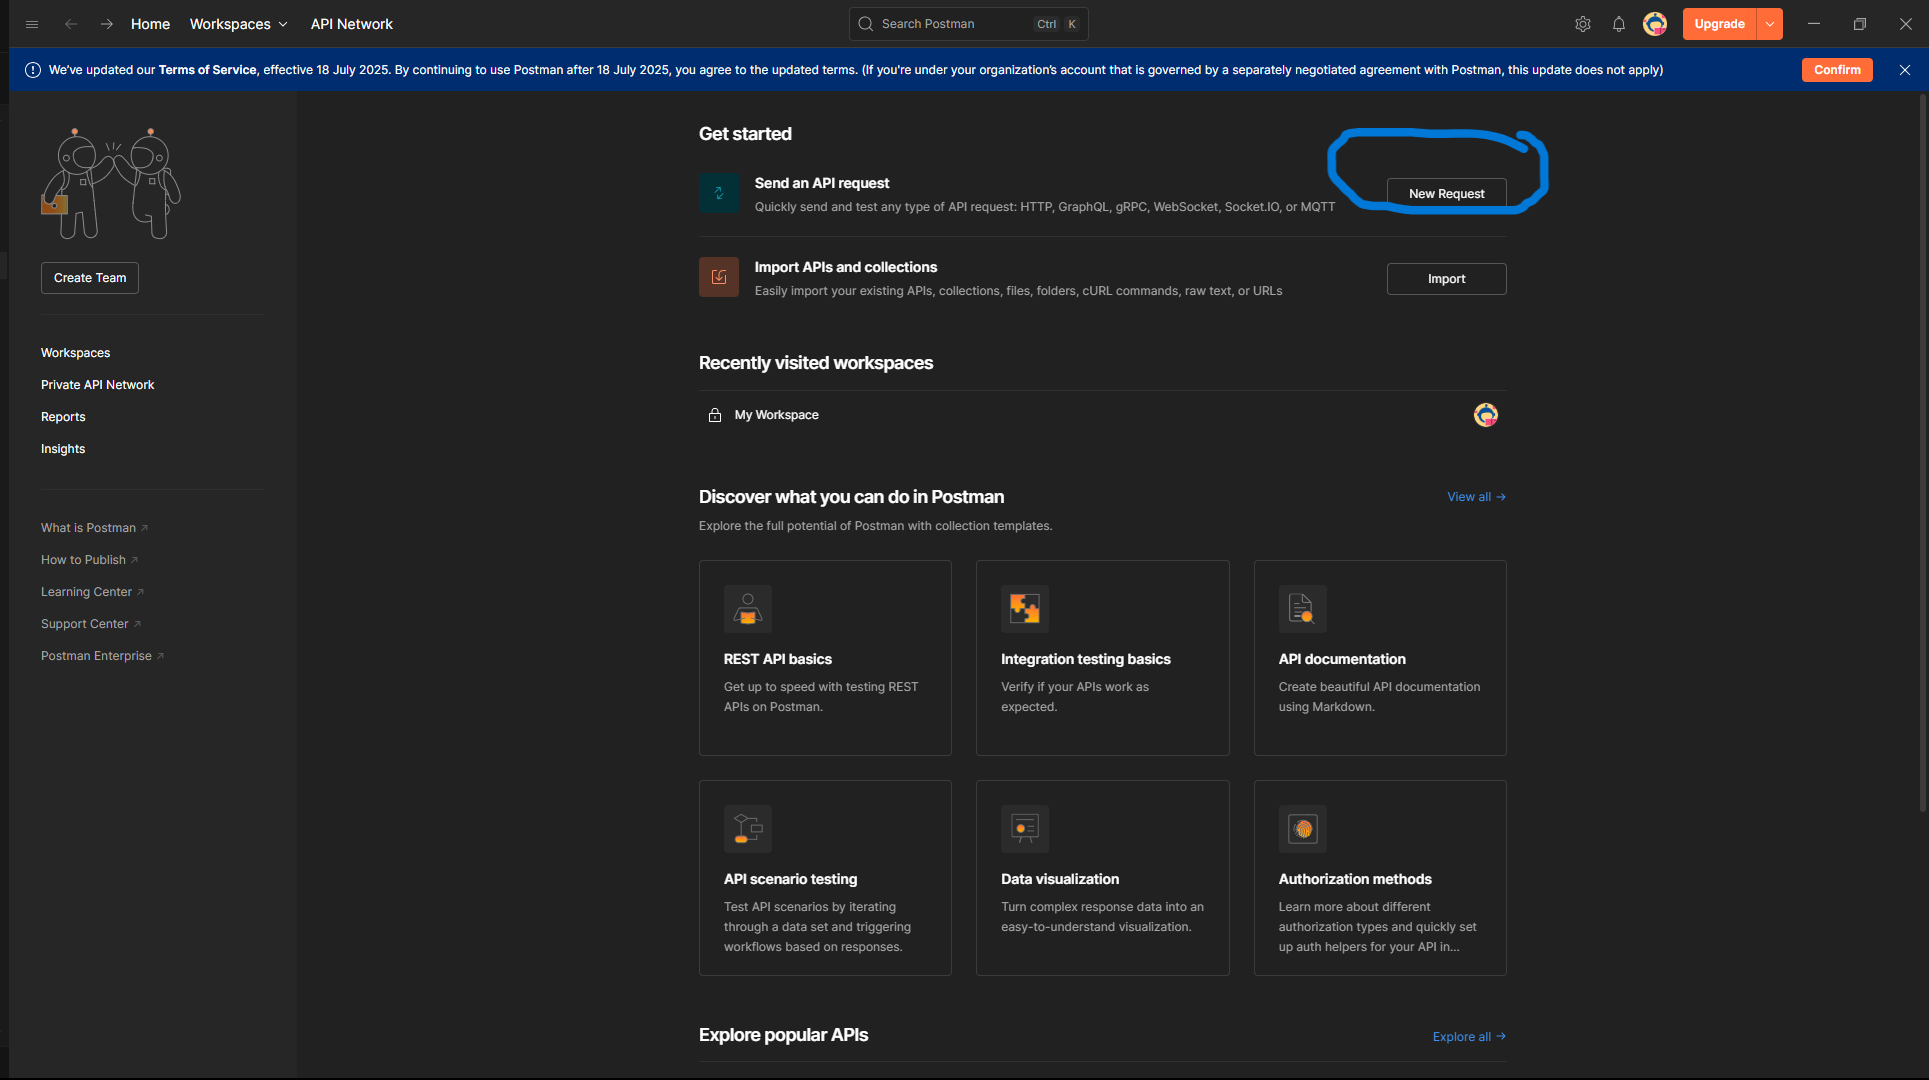 Home Workspaces API Network Search Postman Ctrl K Upgrade
We've updated our Terms of Service, effective 18 July 2025. By continuing to use Postman after 18 July 2025, you agree to the updated terms. (If you're under your organization's account that is governed by a separately negotiated agreement with Postman, this update does not apply) Confirm
Create Team
Workspaces
Private API Network
Reports
Insights
What is Postman
How to Publish
Learning Center
Support Center
Postman Enterprise
Get started
Send an API request
Quickly send and test any type of API request: HTTP, GraphQL, gRPC, WebSocket, Socket.IO, or MQTT
New Request
Import APIs and collections
Easily import your existing APIs, collections, files, folders, cURL commands, raw text, or URLs
Import
Recently visited workspaces
My Workspace
Discover what you can do in Postman
View all →
Explore the full potential of Postman with collection templates.
REST API basics
Get up to speed with testing REST
APIs on Postman.
Integration testing basics
Verify if your APIs work as
expected.
API documentation
Create beautiful API documentation
using Markdown.
API scenario testing
Test API scenarios by iterating
through a data set and triggering
workflows based on responses.
Data visualization
Turn complex response data into an
easy-to-understand visualization.
Authorization methods
Learn more about different
authorization types and quickly set
up auth helpers for your API in...
Explore popular APIs
Explore all →